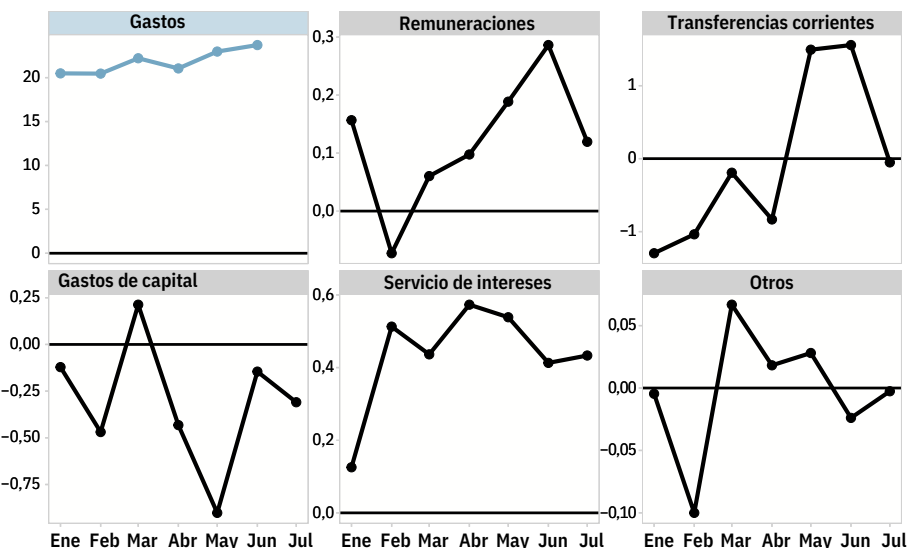 Gastos
20
15
10
5
0
Remuneraciones
0,3
0,2
0,1
0,0
Transferencias corrientes
1
0
−1
Gastos de capital
0,25
0,00
−0,25
−0,50
−0,75
Ene Feb Mar Abr May Jun Jul
Servicio de intereses
0,6
0,4
0,2
0,0
Ene Feb Mar Abr May Jun Jul
Otros
0,05
0,00
−0,05
−0,10
Ene Feb Mar Abr May Jun Jul